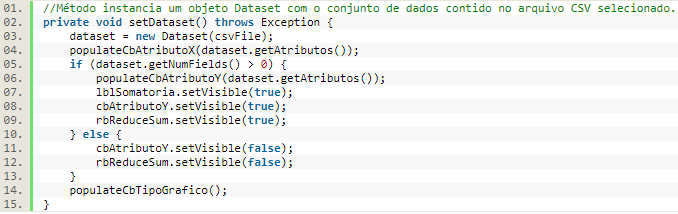 01. //Método instancia um objeto Dataset com o conjunto de dados contido no arquivo CSV selecionado.
02. private void setDataset() throws Exception {
03.     dataset = new Dataset(csvFile);
04.     populateCbAtributoX(dataset.getAtributos());
05.     if (dataset.getNumFields() > 0) {
06.         populateCbAtributoY(dataset.getAtributos());
07.         lblSomatoria.setVisible(true);
08.         cbAtributoY.setVisible(true);
09.         rbReduceSum.setVisible(true);
10.     } else {
11.         cbAtributoY.setVisible(false);
12.         rbReduceSum.setVisible(false);
13.     }
14.     populateCbTipoGrafico();
15. }